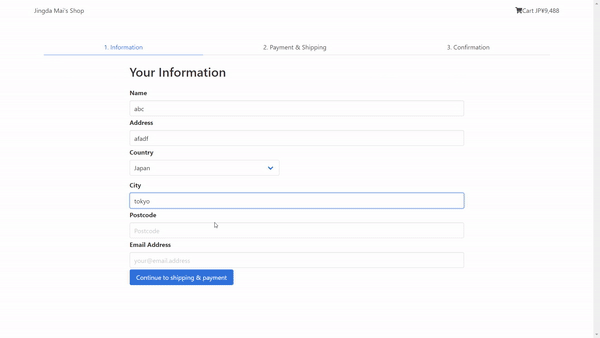 Jingda Mai's Shop
Cart JP¥9,488
1. Information
2. Payment & Shipping
3. Confirmation
Your Information
Name
abc
Address
afadf
Country
Japan
City
tokyo
Postcode
Postcode
Email Address
your@email.address
Continue to shipping & payment